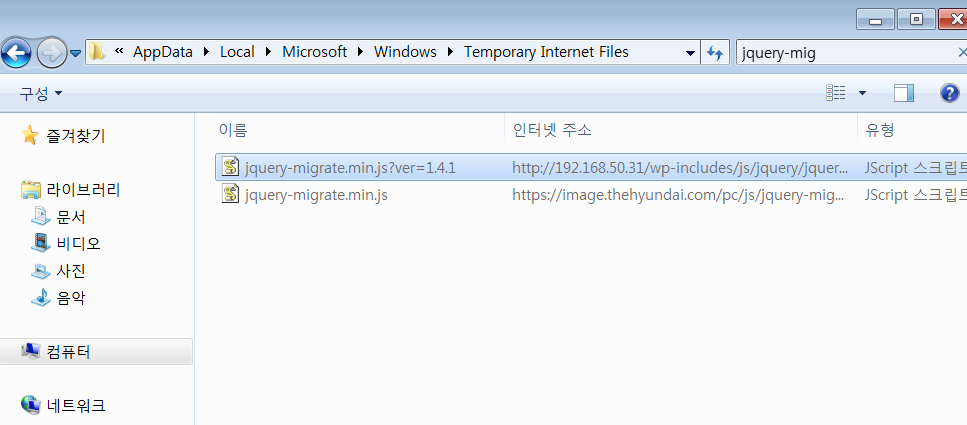 « AppData Local Microsoft Windows Temporary Internet Files jquery-mig
구성
즐겨찾기
라이브러리
문서
비디오
사진
음악
컴퓨터
네트워크
이름 인터넷 주소 유형
jquery-migrate.min.js?ver=1.4.1 http://192.168.50.31/wp-includes/js/jquery/jquer... JScript 스크립트
jquery-migrate.min.js https://image.thehyundai.com/pc/js/jquery-mig... JScript 스크립트